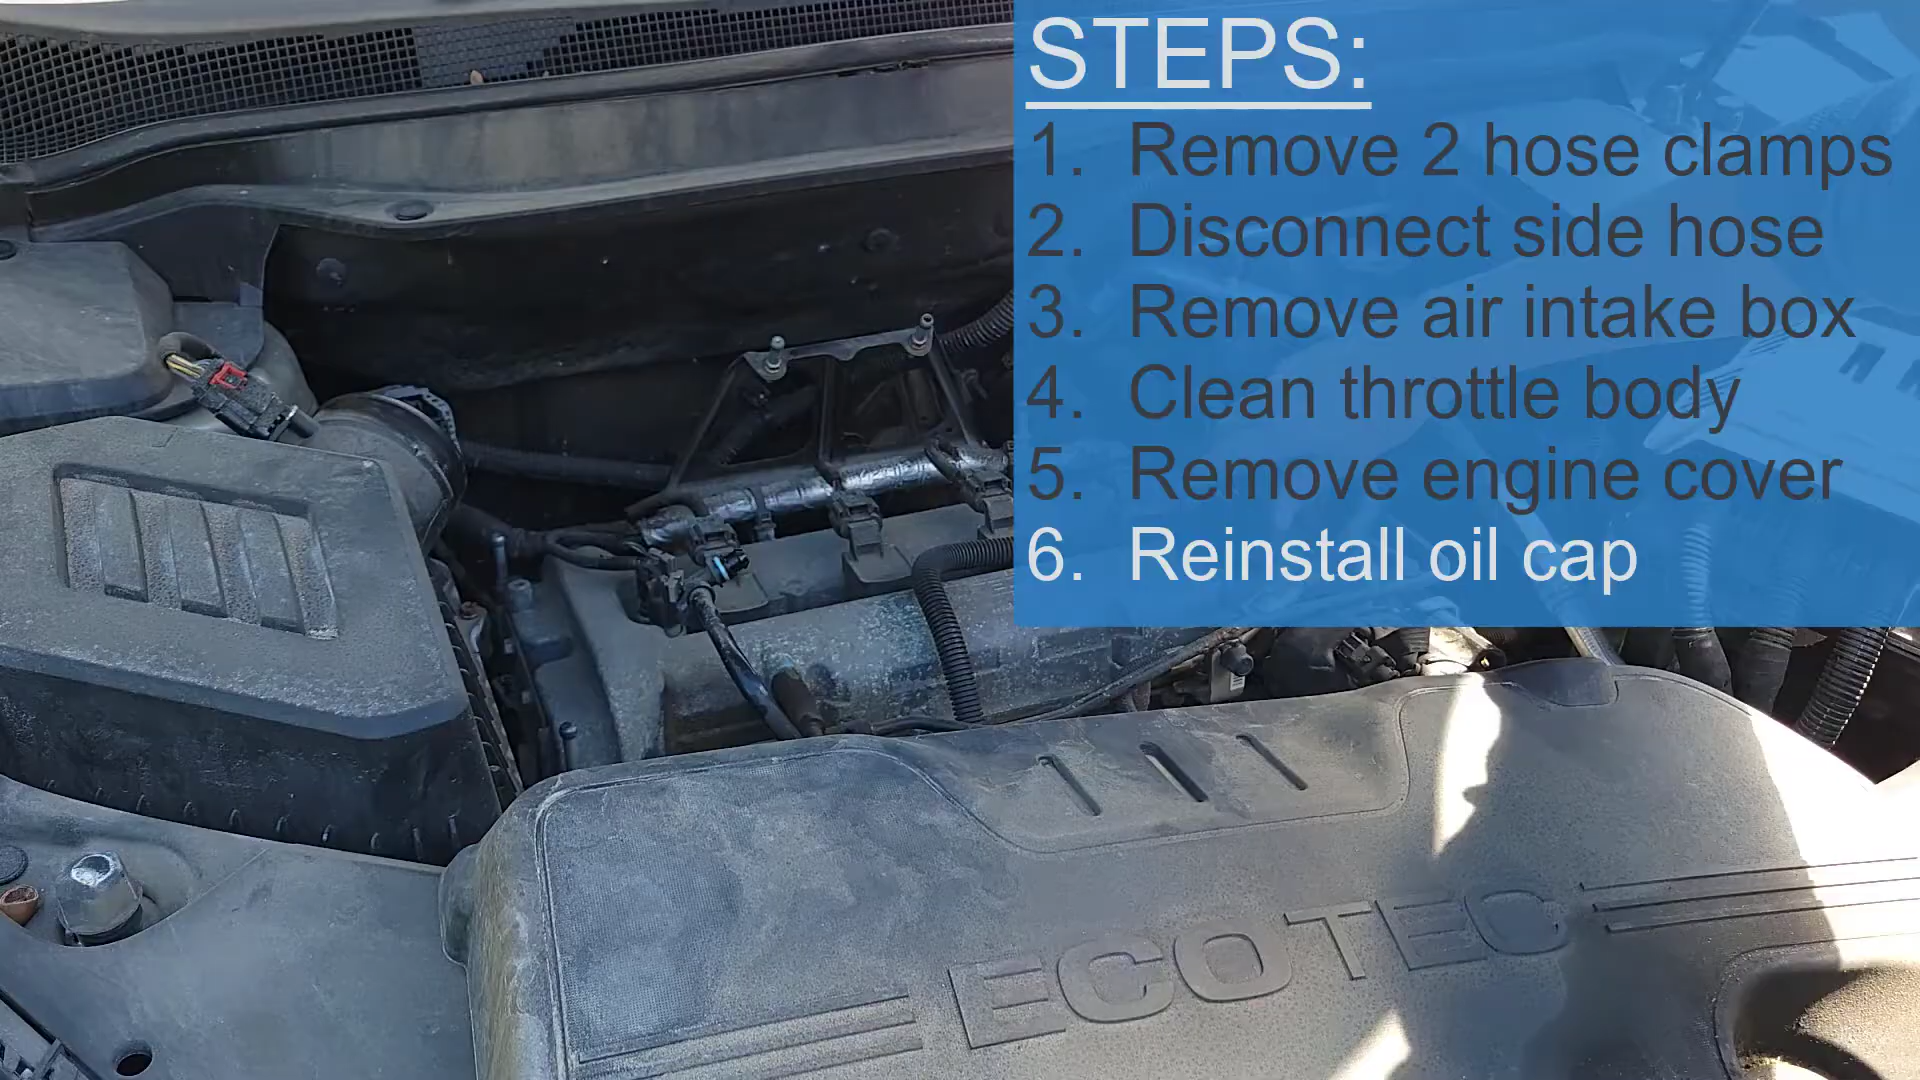 STEPS:
1. Remove 2 hose clamps
2. Disconnect side hose
3. Remove air intake box
4. Clean throttle body
5. Remove engine cover
6. Reinstall oil cap
ECOTEC